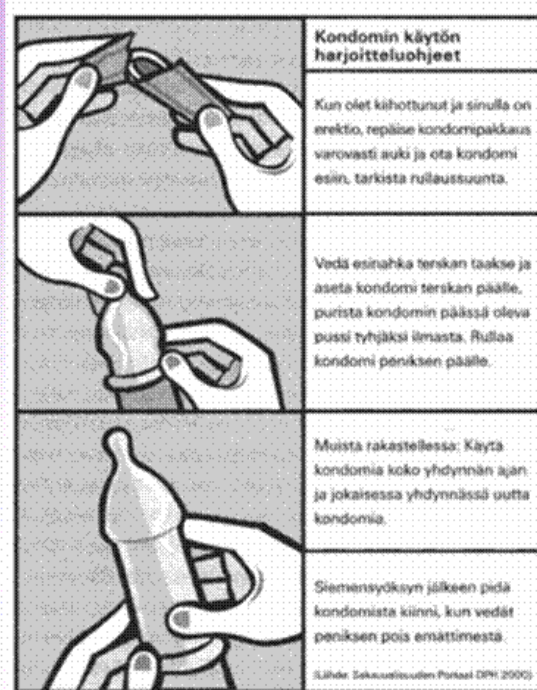 Kondomin käytön
harjoitteluohjeet
Kun olet kiihottunut ja sinulla on
erektio, repäise kondomipakkaus
varovasti auki ja ota kondomi
esiin, tarkista rullaussuunta.
Vedä esinahka terskan taakse ja
aseta kondomi terskan päälle,
purista kondomin päässä oleva
pussi tyhjäksi ilmasta. Rullaa
kondomi peniksen päälle.
Muista rakastellessa: Käytä
kondomia koko yhdynnän ajan
ja jokaisessa yhdynnässä uutta
kondomia.
Siemensyöksyn jälkeen pidä
kondomista kiinni, kun vedät
peniksen pois emättimestä.
(Lähde: Seksuaalisuuden DPK 2000)